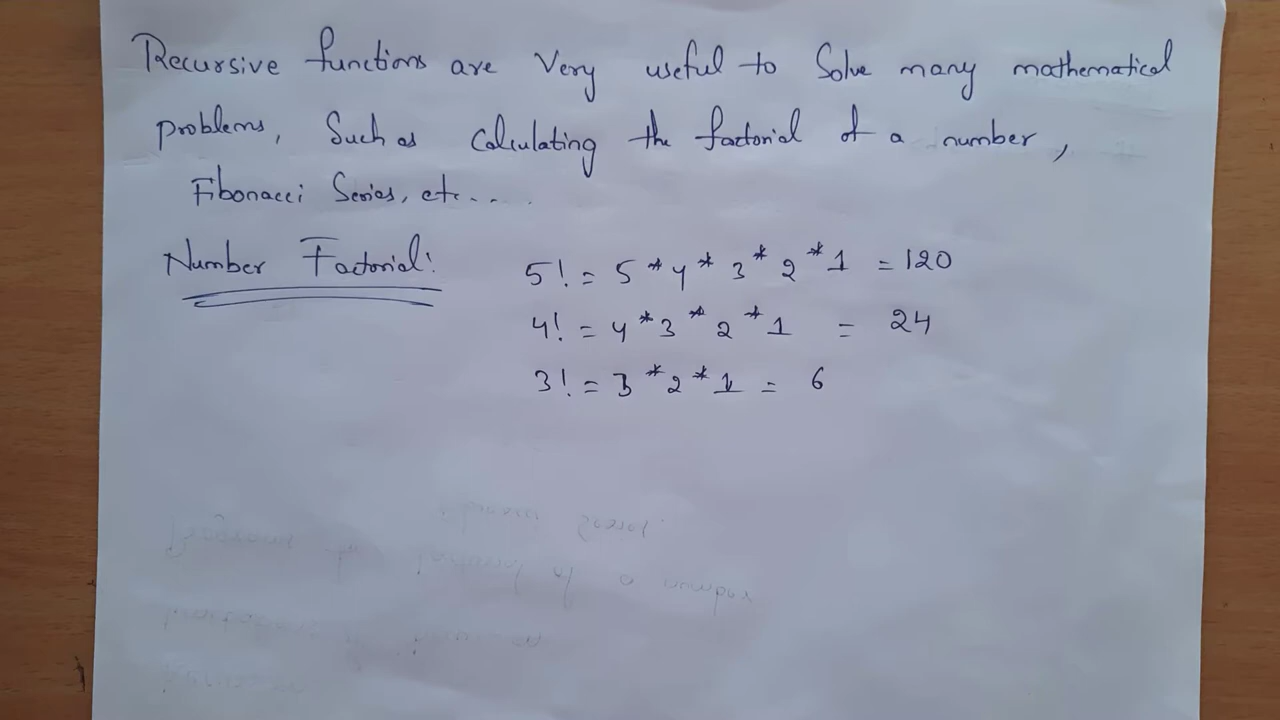 Recursive functions are Very useful to Solve many mathematical
problems, Such as Calculating the factorial of a number,
Fibonacci Series, etc....
Number Factorial:
5! = 5 * 4 * 3 * 2 * 1 = 120
4! = 4 * 3 * 2 * 1 = 24
3! = 3 * 2 * 1 = 6